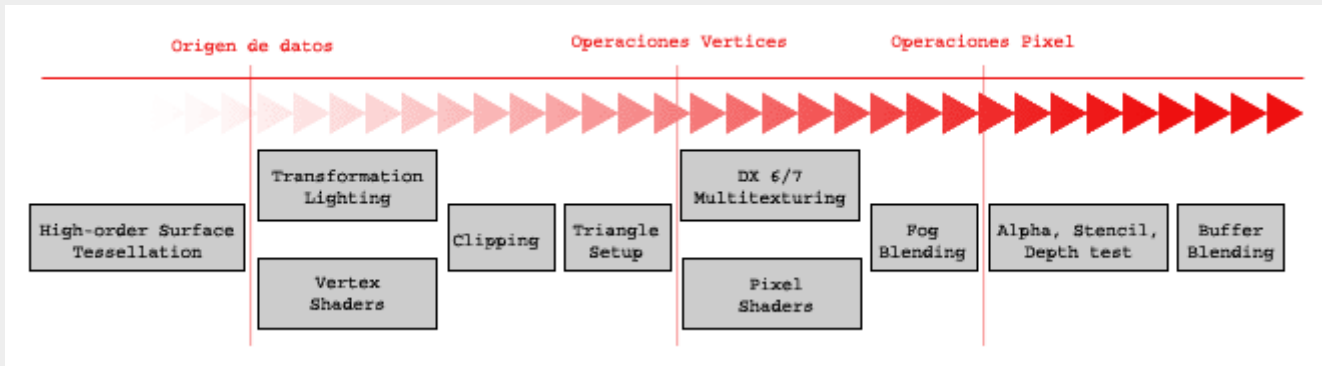 Origen de datos
Operaciones Vertices
Operaciones Pixel
High-order Surface
Tessellation
Transformation
Lighting
Vertex
Shaders
Clipping
Triangle
Setup
DX 6/7
Multitexturing
Pixel
Shaders
Fog
Blending
Alpha, Stencil,
Depth test
Buffer
Blending